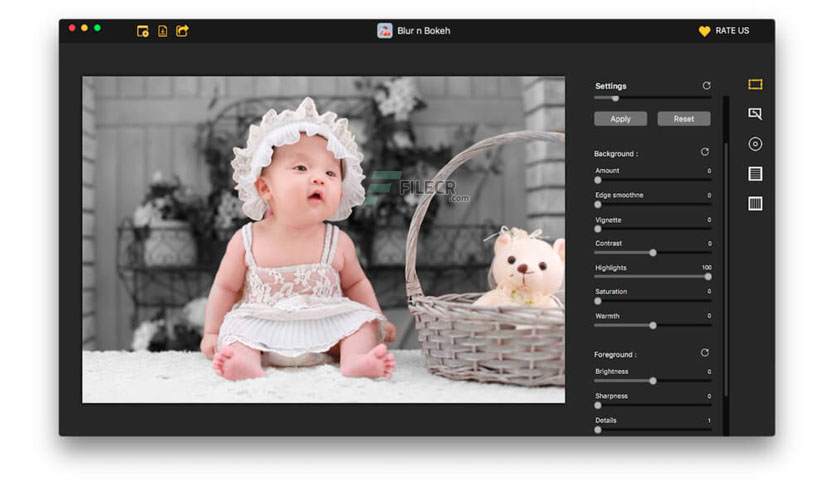 Blur n Bokeh
RATE US
FILECR
.com
Settings
Apply Reset
Background :
Amount 0
Edge smoothne 0
Vignette 0
Contrast 0
Highlights 100
Saturation 0
Warmth 0
Foreground :
Brightness 0
Sharpness 0
Details 1